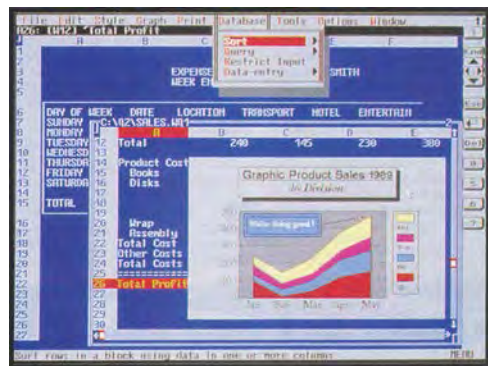 File Edit Style Graph Print Database Tools Options Window
A26: [W12] 'Total Profit
Sort
Query
Restrict Input
Data-entry
EXPENSE SMITH
WEEK
DAY OF WEEK DATE LOCATION TRANSPORT HOTEL ENTERTAIN
SUNDAY
MONDAY
TUESDAY
WEDNESD
THURSDA
FRIDAY
SATURDA
TOTAL
C:\Q2\SALES.WQ1
12 Total 240 145 230 380
13
14 Product Cost
15 Books
16 Disks
17
18
19
20 Wrap
21 Assembly
22 Total Cost
23 Other Costs
24 Total Costs
25
26 Total Profit
27
28
29
30
Graphic Product Sales 1989
by Division
We're doing good!
Jan Feb Mar Apr May
Sort rows in a block using data in one or more columns MENU